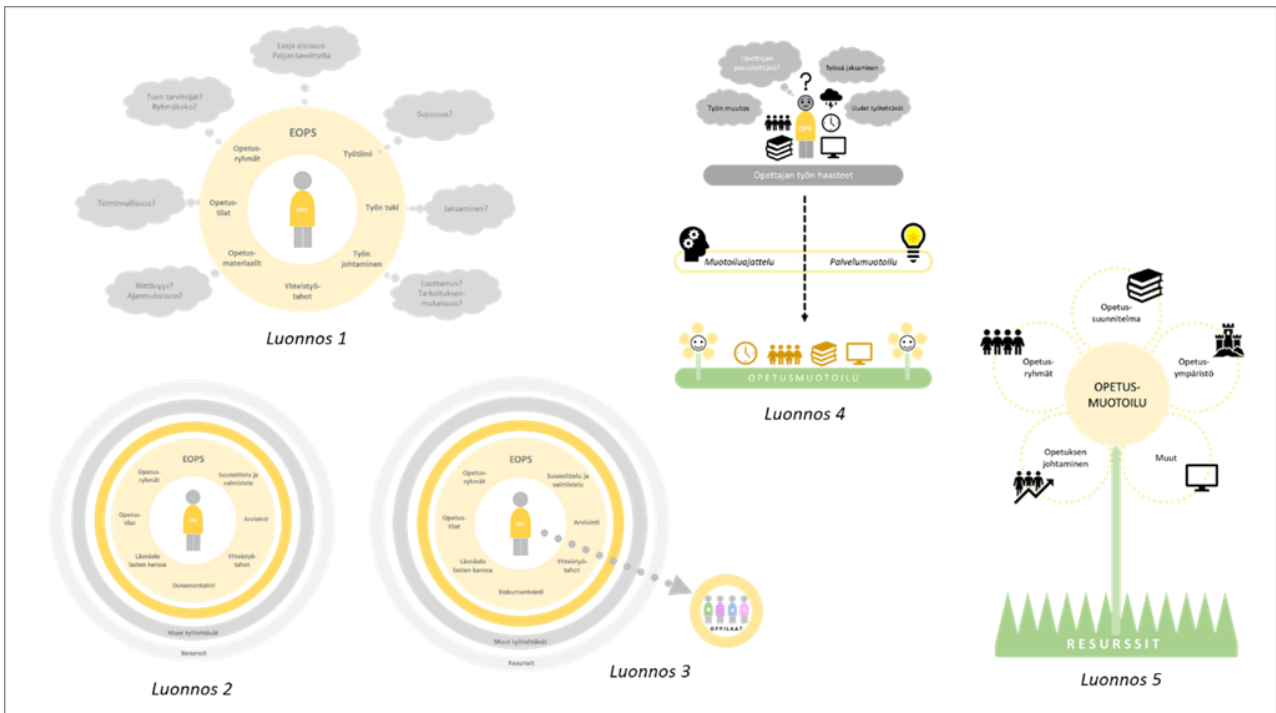 Laaja-alaisuus
Paljon tavoitteita
Tuen tarvitsijat?
Ryhmäkoko?
Sujuvuus?
EOPS
Opetus-
ryhmät
Työtiimi
Toiminnallisuus?
Opetus-
tilat
OPE
Työn tuki
Jaksaminen?
Opetus-
materiaalit
Työn
johtaminen
Riittävyys?
Ajanmukaisuus?
Yhteistyö-
tahot
Luottamus?
Tarkoituksen-
mukaisuus?
Luonnos 1
EOPS
Opetus-
ryhmät
Suunnittelu ja
valmistelu
Opetus-
tilat
OPE
Arviointi
Läsnäolo
lasten kanssa
Yhteistyö-
tahot
Dokumentointi
Muut työtehtävät
Resurssit
Luonnos 2
EOPS
Opetus-
ryhmät
Suunnittelu ja
valmistelu
Opetus-
tilat
OPE
Arviointi
Läsnäolo
lasten kanssa
Yhteistyö-
tahot
Dokumentointi
Muut työtehtävät
Resurssit
OPPILAAT
Luonnos 3
Opettajan
perustehtävä?
?
Työssä jaksaminen
Työn muutos
Uudet työtehtävät
OPE
Opettajan työn haasteet
Muotoiluajattelu
Palvelumuotoilu
OPETUSMUOTOILU
Luonnos 4
Opetus-
suunnitelma
Opetus-
ryhmät
Opetus-
ympäristö
OPETUS-
MUOTOILU
Opetuksen
johtaminen
Muut
RESURSSIT
Luonnos 5